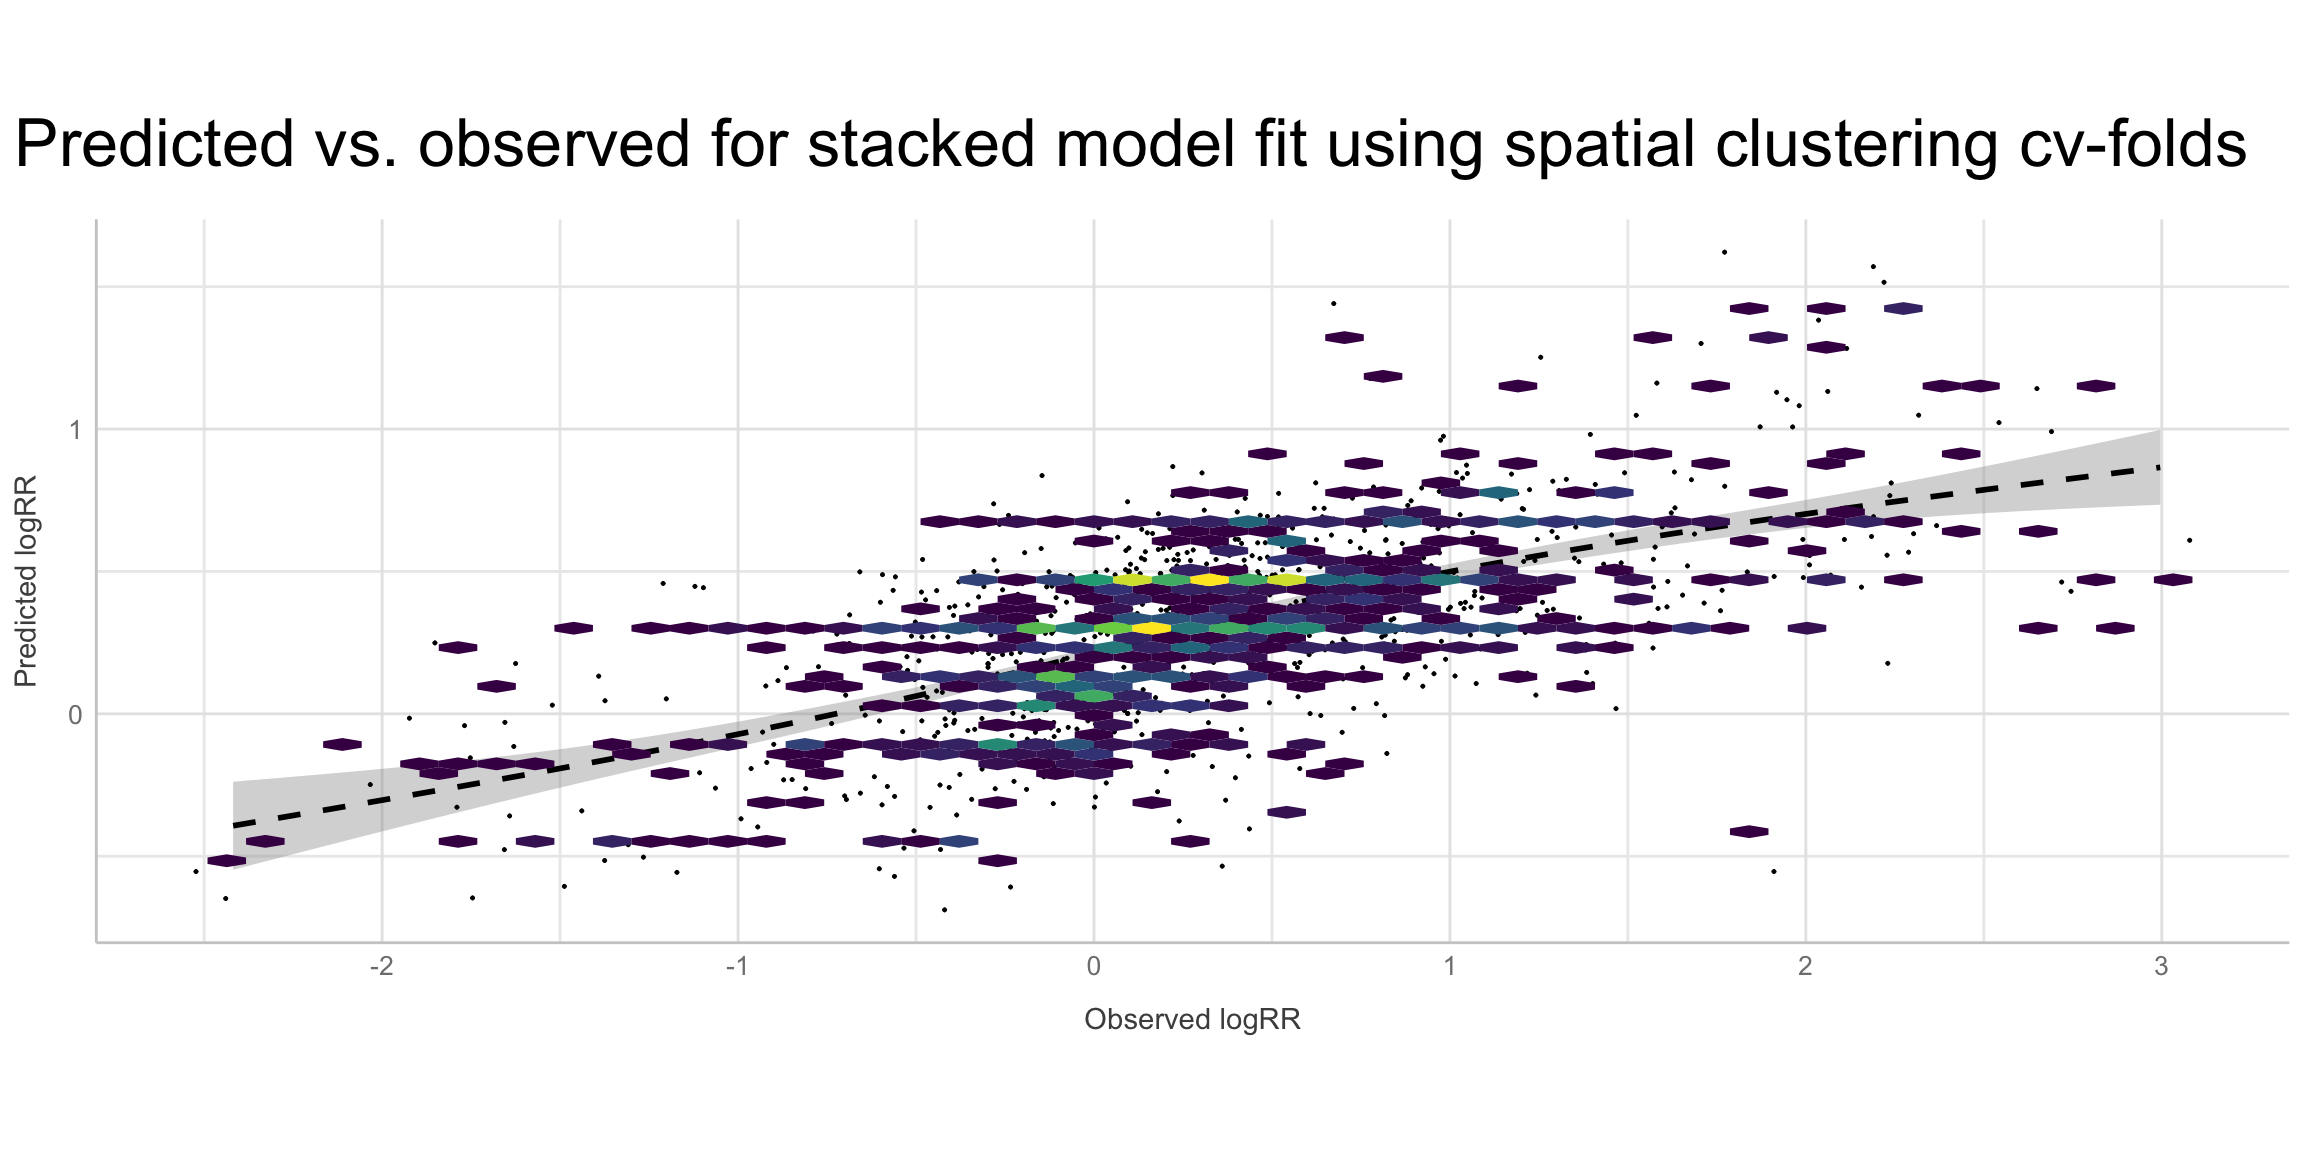 Predicted vs. observed for stacked model fit using spatial clustering cv-folds
Predicted logRR
1
0
-2 -1 0 1 2 3
Observed logRR